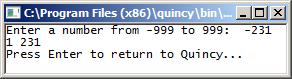 C:\Program Files (x86)\quincy\bin\...
Enter a number from -999 to 999:  -231
1 231
Press Enter to return to Quincy...